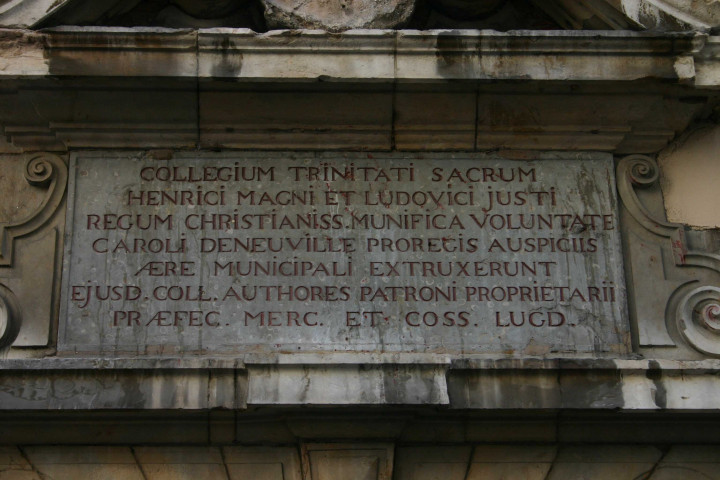 COLLEGIUM TRINITATI SACRUM
HENRICI MAGNI ET LUDOVICI JUSTI
REGUM CHRISTIANISS. MUNIFICA VOLUNTATE
CAROLI DENEUVILLE PROREGIS AUSPICIIS
ÆRE MUNICIPALI EXTRUXERUNT
EJUSD. COLL. AUTHORES PATRONI PROPRIETARII
PRÆFEC. MERC. ET COSS. LUGD.